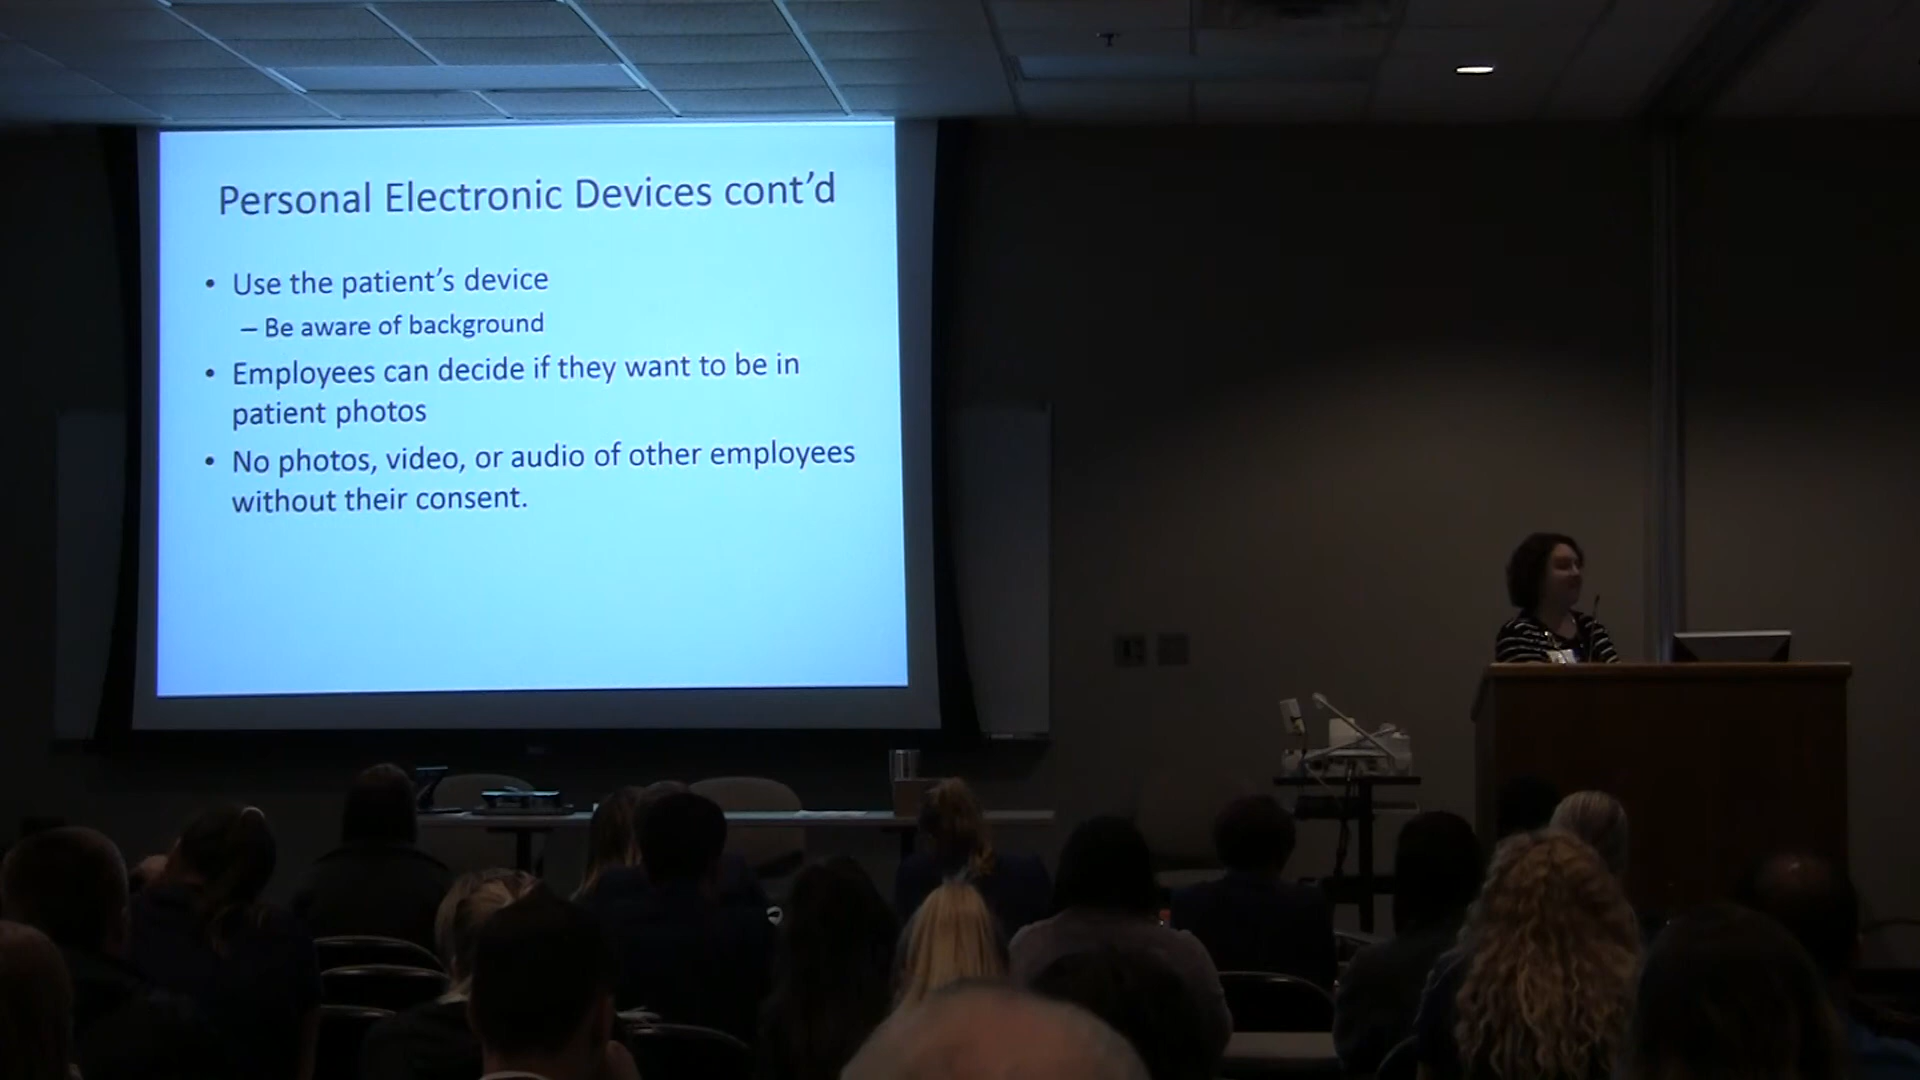 Personal Electronic Devices cont’d
• Use the patient’s device
– Be aware of background
• Employees can decide if they want to be in
patient photos
• No photos, video, or audio of other employees
without their consent.